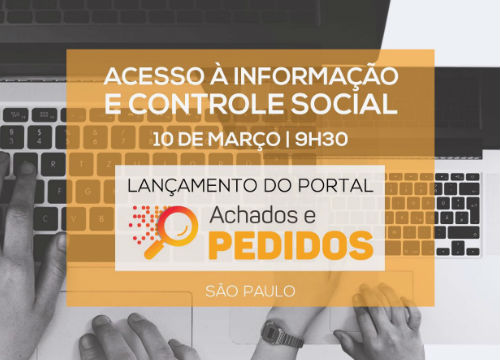 ACESSO À INFORMAÇÃO
E CONTROLE SOCIAL
10 DE MARÇO | 9H30
LANÇAMENTO DO PORTAL
Achados e
PEDIDOS
SÃO PAULO